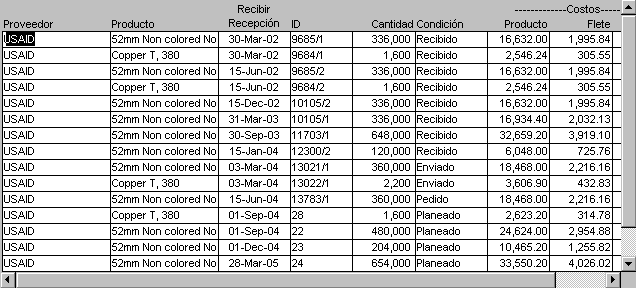 Recibir -------------Costos-----
Proveedor Producto Recepción ID Cantidad Condición Producto Flete
USAID 52mm Non colored No 30-Mar-02 9685/1 336,000 Recibido 16,632.00 1,995.84
USAID Copper T, 380 30-Mar-02 9684/1 1,600 Recibido 2,546.24 305.55
USAID 52mm Non colored No 15-Jun-02 9685/2 336,000 Recibido 16,632.00 1,995.84
USAID Copper T, 380 15-Jun-02 9684/2 1,600 Recibido 2,546.24 305.55
USAID 52mm Non colored No 15-Dec-02 10105/2 336,000 Recibido 16,632.00 1,995.84
USAID 52mm Non colored No 31-Mar-03 10105/1 336,000 Recibido 16,934.40 2,032.13
USAID 52mm Non colored No 30-Sep-03 11703/1 648,000 Recibido 32,659.20 3,919.10
USAID 52mm Non colored No 15-Jan-04 12300/2 120,000 Recibido 6,048.00 725.76
USAID 52mm Non colored No 03-Mar-04 13021/1 360,000 Enviado 18,468.00 2,216.16
USAID Copper T, 380 03-Mar-04 13022/1 2,200 Enviado 3,606.90 432.83
USAID 52mm Non colored No 15-Jun-04 13783/1 360,000 Pedido 18,468.00 2,216.16
USAID Copper T, 380 01-Sep-04 28 1,600 Planeado 2,623.20 314.78
USAID 52mm Non colored No 01-Sep-04 22 480,000 Planeado 24,624.00 2,954.88
USAID 52mm Non colored No 01-Dec-04 23 204,000 Planeado 10,465.20 1,255.82
USAID 52mm Non colored No 28-Mar-05 24 654,000 Planeado 33,550.20 4,026.02